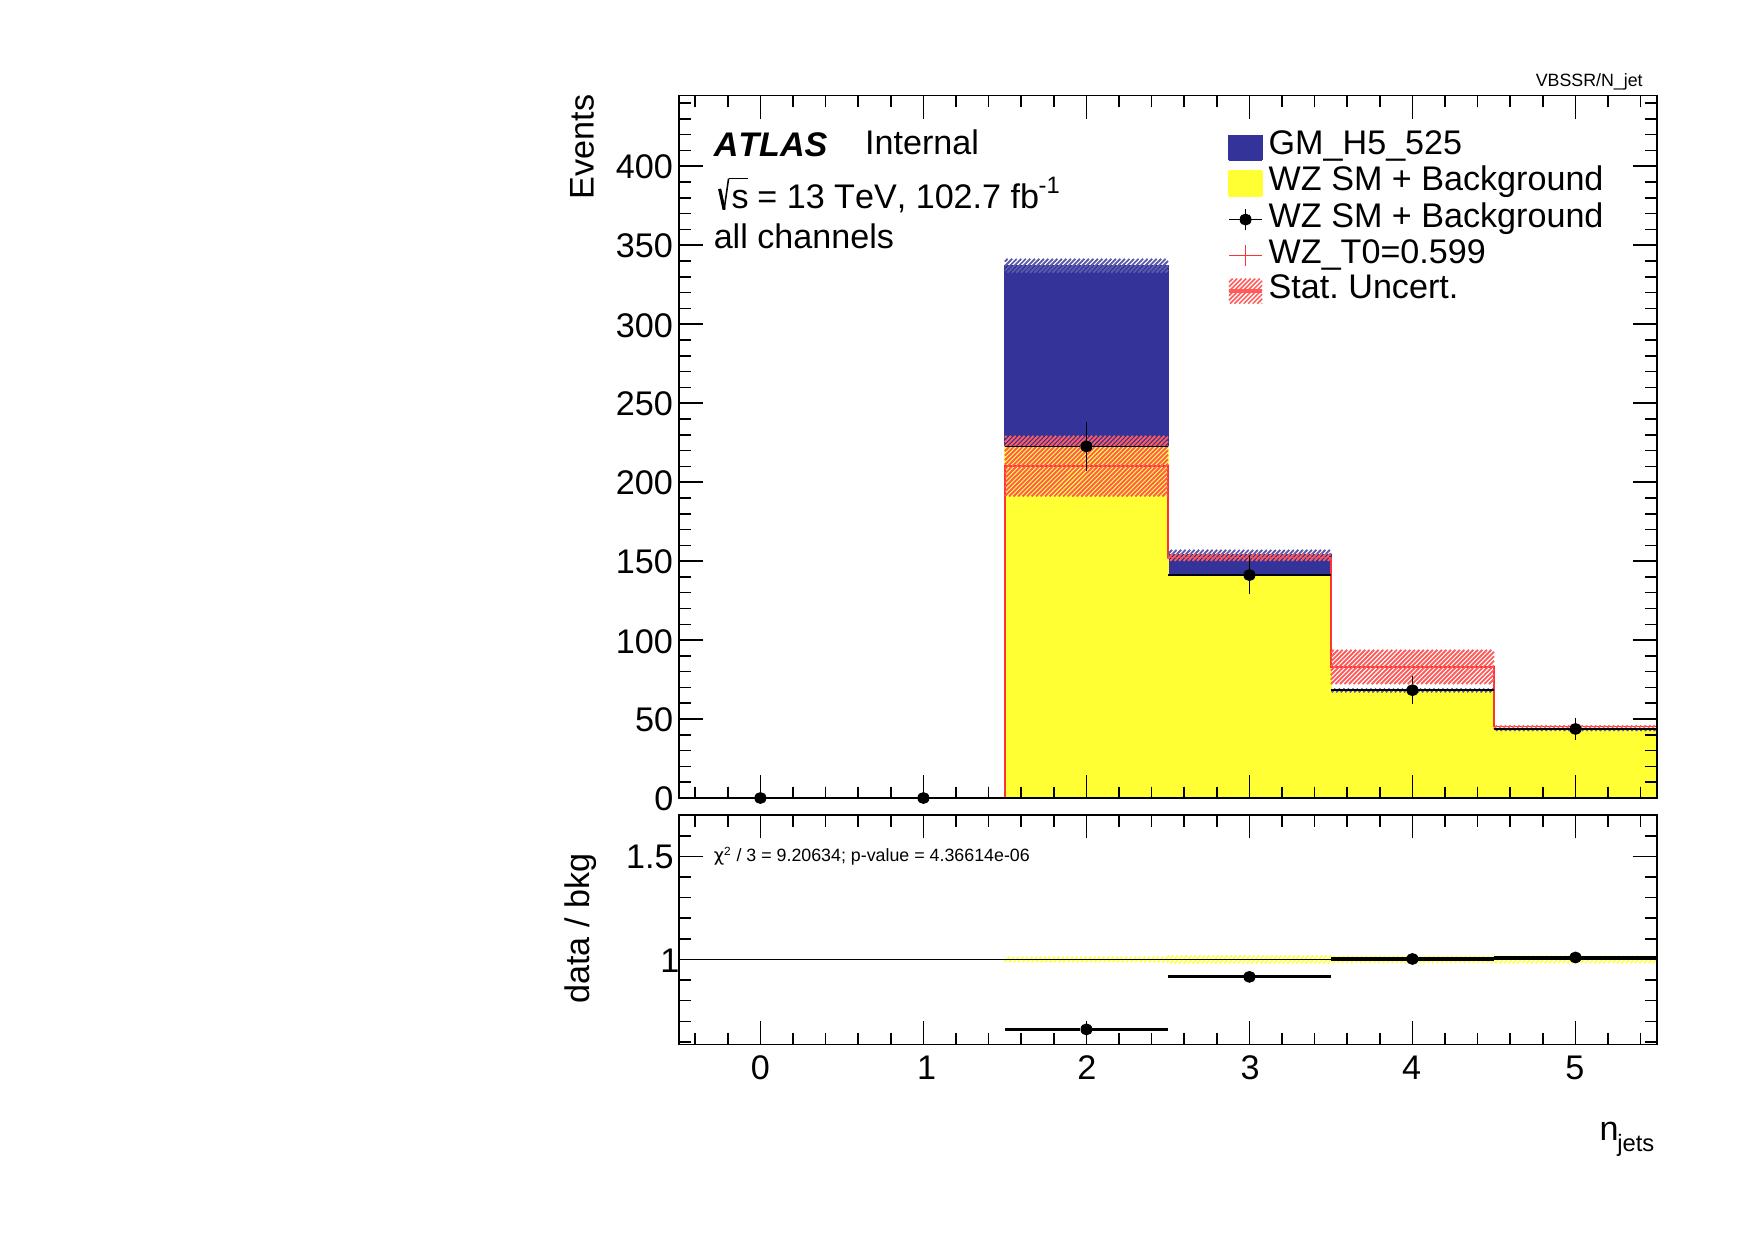 VBSSR/N_jet
Events
ATLAS Internal
√s = 13 TeV, 102.7 fb-1
all channels
GM_H5_525
WZ SM + Background
WZ SM + Background
WZ_T0=0.599
Stat. Uncert.
400
350
300
250
200
150
100
50
0
data / bkg
χ2 / 3 = 9.20634; p-value = 4.36614e-06
1.5
1
0 1 2 3 4 5
njets